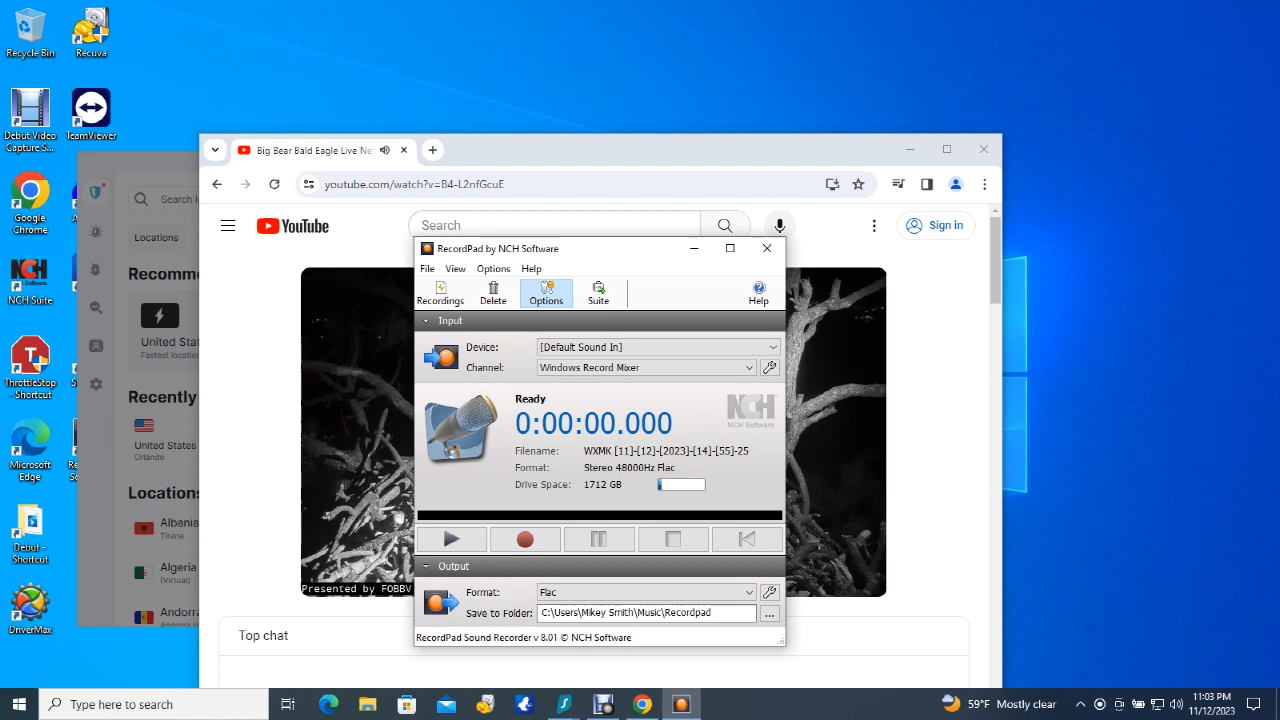 Recycle Bin
Recuva
Debut Video
Capture S...
TeamViewer
Google
Chrome
NCH Suite
ThrottleStop
- Shortcut
Microsoft
Edge
Debut -
Shortcut
DriverMax
Locations
Recomm
United Sta
Fastest locatio
Recently
United States
Orlando
Locations
Albania
Tirana
Algeria
(Virtual)
Andorra
Big Bear Bald Eagle Live Ne
youtube.com/watch?v=B4-L2nfGcuE
YouTube
Search
Sign in
Presented by FOBBV
Top chat
RecordPad by NCH Software
File View Options Help
Recordings Delete Options Suite Help
Input
Device: [Default Sound In]
Channel: Windows Record Mixer
Ready
0:00:00.000
NCH
NCH Software
Filename: WXMK [11]-[12]-[2023]-[14]-[55]-25
Format: Stereo 48000Hz Flac
Drive Space: 1712 GB
Output
Format: Flac
Save to Folder: C:\Users\Mikey Smith\Music\Recordpad ...
RecordPad Sound Recorder v 8.01 © NCH Software
Type here to search
59°F Mostly clear
11:03 PM
11/12/2023